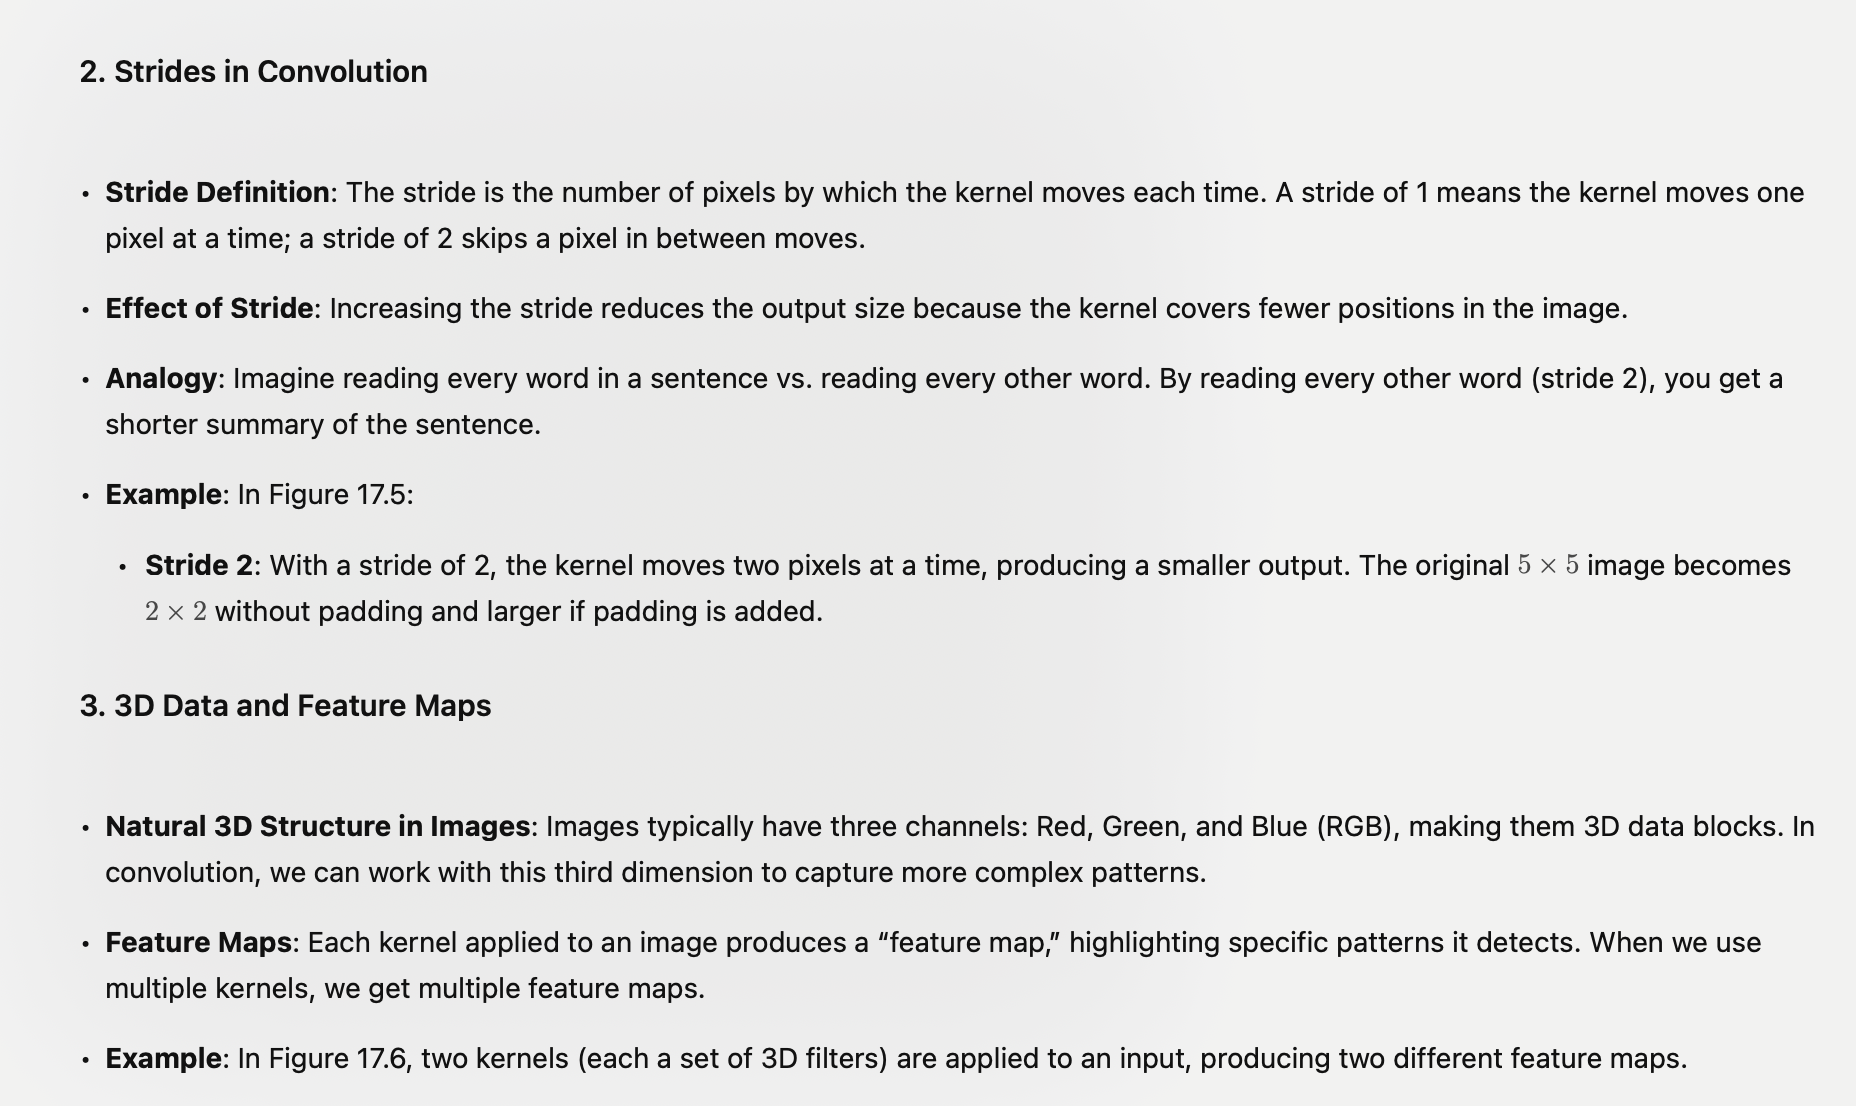 2. Strides in Convolution
• Stride Definition: The stride is the number of pixels by which the kernel moves each time. A stride of 1 means the kernel moves one
pixel at a time; a stride of 2 skips a pixel in between moves.
• Effect of Stride: Increasing the stride reduces the output size because the kernel covers fewer positions in the image.
• Analogy: Imagine reading every word in a sentence vs. reading every other word. By reading every other word (stride 2), you get a
shorter summary of the sentence.
• Example: In Figure 17.5:
• Stride 2: With a stride of 2, the kernel moves two pixels at a time, producing a smaller output. The original 5 × 5 image becomes
2 × 2 without padding and larger if padding is added.
3. 3D Data and Feature Maps
• Natural 3D Structure in Images: Images typically have three channels: Red, Green, and Blue (RGB), making them 3D data blocks. In
convolution, we can work with this third dimension to capture more complex patterns.
• Feature Maps: Each kernel applied to an image produces a “feature map,” highlighting specific patterns it detects. When we use
multiple kernels, we get multiple feature maps.
• Example: In Figure 17.6, two kernels (each a set of 3D filters) are applied to an input, producing two different feature maps.